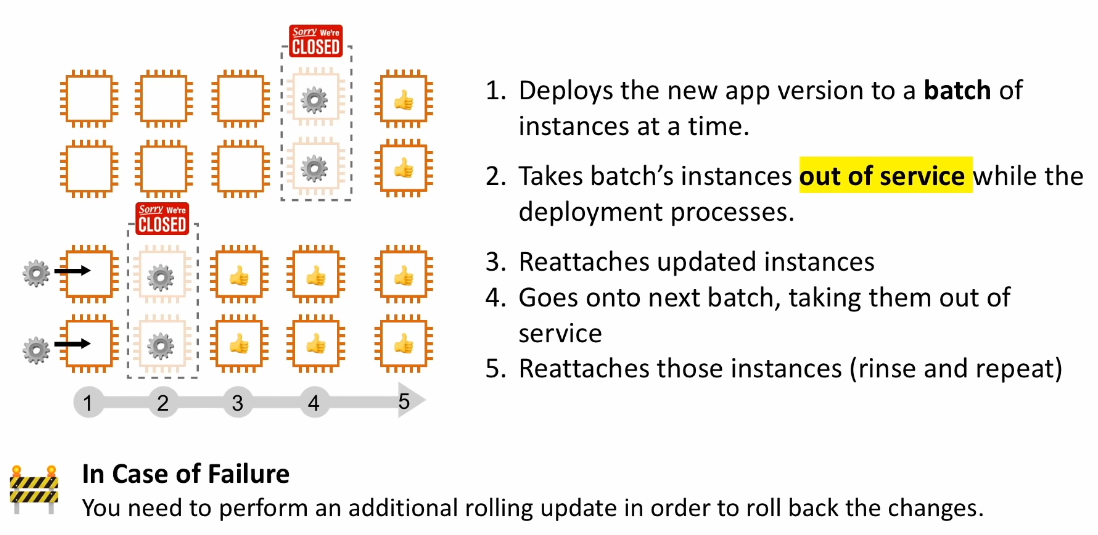 Sorry We're
CLOSED
1. Deploys the new app version to a batch of
instances at a time.
2. Takes batch's instances out of service while the
deployment processes.
Sorry We're
CLOSED
3. Reattaches updated instances
4. Goes onto next batch, taking them out of
service
5. Reattaches those instances (rinse and repeat)
1 2 3 4 5
In Case of Failure
You need to perform an additional rolling update in order to roll back the changes.